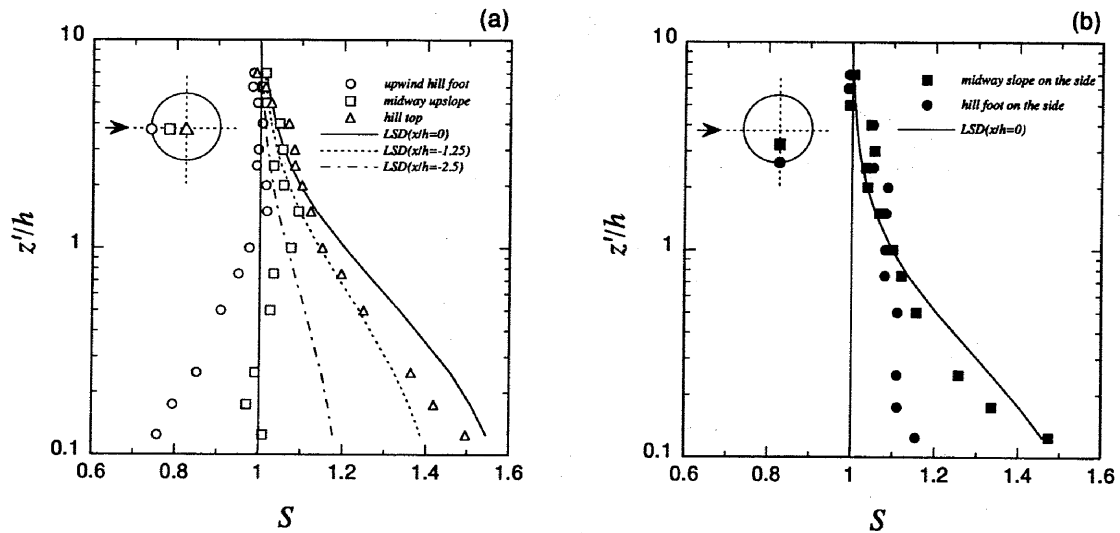 (a)
10
1
0.1
z'/h
upwind hill foot
midway upslope
hill top
LSD(x/h=0)
LSD(x/h=-1.25)
LSD(x/h=-2.5)
0.6
0.8
1
1.2
1.4
1.6
S
(b)
10
1
0.1
z'/h
midway slope on the side
hill foot on the side
LSD(x/h=0)
0.6
0.8
1
1.2
1.4
1.6
S